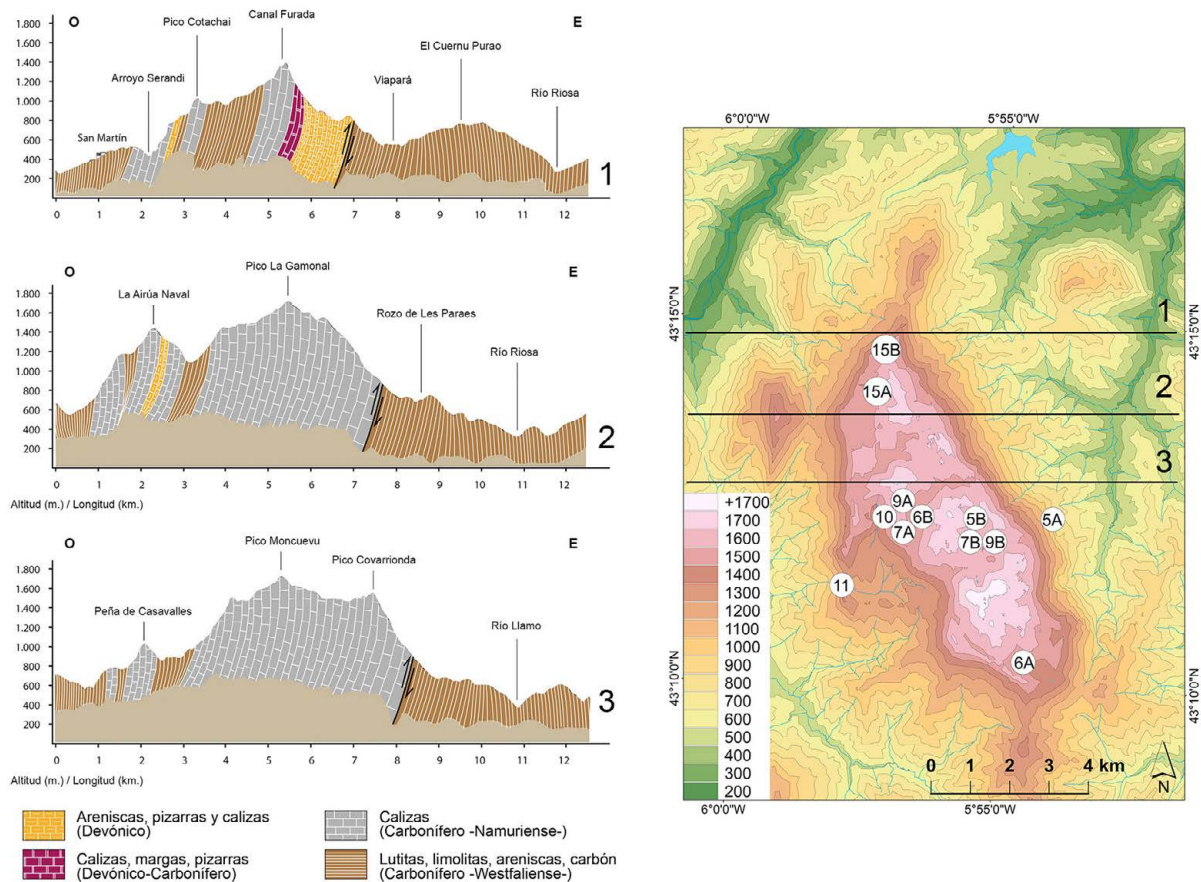 1.800
1.600
1.400
1.200
1.000
800
600
400
200
O
E
Pico Cotachai
Canal Furada
Arroyo Serandi
San Martín
Viapará
El Cuernu Purao
Río Riosa
1
0 1 2 3 4 5 6 7 8 9 10 11 12
1.800
1.600
1.400
1.200
1.000
800
600
400
200
O
E
Pico La Gamonal
La Airúa Naval
Rozo de Les Paraes
Río Riosa
2
0 1 2 3 4 5 6 7 8 9 10 11 12
Altitud (m.) / Longitud (km.)
1.800
1.600
1.400
1.200
1.000
800
600
400
200
O
E
Pico Moncuevu
Pico Covarrionda
Peña de Casavalles
Río Llamo
3
0 1 2 3 4 5 6 7 8 9 10 11 12
Altitud (m.) / Longitud (km.)
Areniscas, pizarras y calizas
(Devónico)
Calizas
(Carbonífero -Namuriense-)
Calizas, margas, pizarras
(Devónico-Carbonífero)
Lutitas, limolitas, areniscas, carbón
(Carbonífero -Westfaliense-)
6°0'0"W
5°55'0"W
43°15'0"N
43°15'0"N
1
15B
2
15A
3
9A
10
6B
5B
5A
7A
7B
9B
11
6A
+1700
1700
1600
1500
1400
1300
1200
1100
1000
900
800
700
600
500
400
300
200
43°10'0"N
43°10'0"N
0 1 2 3 4 km
N
6°0'0"W
5°55'0"W